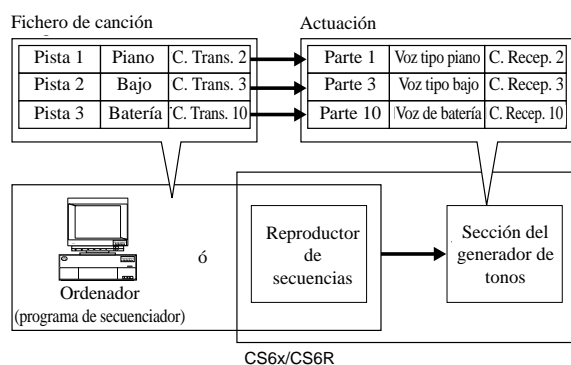 Fichero de canción
Actuación
Pista 1 Piano C. Trans. 2 Parte 1 Voz tipo piano C. Recep. 2
Pista 2 Bajo C. Trans. 3 Parte 3 Voz tipo bajo C. Recep. 3
Pista 3 Batería C. Trans. 10 Parte 10 Voz de batería C. Recep. 10
Ordenador
(programa de secuenciador)
ó
Reproductor
de
secuencias
Sección del
generador de
tonos
CS6x/CS6R